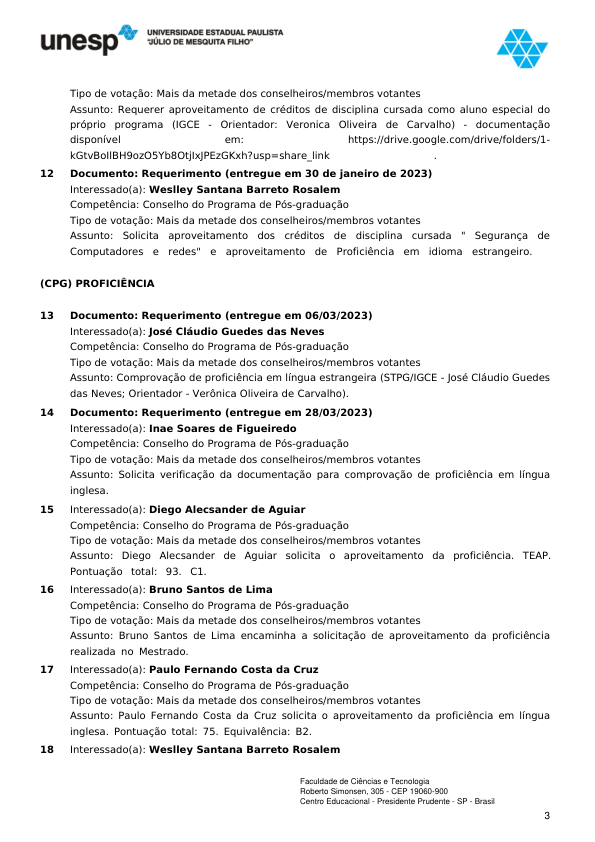 unesp
UNIVERSIDADE ESTADUAL PAULISTA
"JÚLIO DE MESQUITA FILHO"
Tipo de votação: Mais da metade dos conselheiros/membros votantes
Assunto: Requerer aproveitamento de créditos de disciplina cursada como aluno especial do
próprio programa (IGCE - Orientador: Veronica Oliveira de Carvalho) - documentação
disponível em: https://drive.google.com/drive/folders/1-
kGtvBoIlBH9ozO5Yb8OtjIxJPEzGKxh?usp=share_link .
12 Documento: Requerimento (entregue em 30 de janeiro de 2023)
Interessado(a): Weslley Santana Barreto Rosalem
Competência: Conselho do Programa de Pós-graduação
Tipo de votação: Mais da metade dos conselheiros/membros votantes
Assunto: Solicita aproveitamento dos créditos de disciplina cursada " Segurança de
Computadores e redes" e aproveitamento de Proficiência em idioma estrangeiro.
(CPG) PROFICIÊNCIA
13 Documento: Requerimento (entregue em 06/03/2023)
Interessado(a): José Cláudio Guedes das Neves
Competência: Conselho do Programa de Pós-graduação
Tipo de votação: Mais da metade dos conselheiros/membros votantes
Assunto: Comprovação de proficiência em língua estrangeira (STPG/IGCE - José Cláudio Guedes
das Neves; Orientador - Verônica Oliveira de Carvalho).
14 Documento: Requerimento (entregue em 28/03/2023)
Interessado(a): Inae Soares de Figueiredo
Competência: Conselho do Programa de Pós-graduação
Tipo de votação: Mais da metade dos conselheiros/membros votantes
Assunto: Solicita verificação da documentação para comprovação de proficiência em língua
inglesa.
15 Interessado(a): Diego Alecsander de Aguiar
Competência: Conselho do Programa de Pós-graduação
Tipo de votação: Mais da metade dos conselheiros/membros votantes
Assunto: Diego Alecsander de Aguiar solicita o aproveitamento da proficiência. TEAP.
Pontuação total: 93. C1.
16 Interessado(a): Bruno Santos de Lima
Competência: Conselho do Programa de Pós-graduação
Tipo de votação: Mais da metade dos conselheiros/membros votantes
Assunto: Bruno Santos de Lima encaminha a solicitação de aproveitamento da proficiência
realizada no Mestrado.
17 Interessado(a): Paulo Fernando Costa da Cruz
Competência: Conselho do Programa de Pós-graduação
Tipo de votação: Mais da metade dos conselheiros/membros votantes
Assunto: Paulo Fernando Costa da Cruz solicita o aproveitamento da proficiência em língua
inglesa. Pontuação total: 75. Equivalência: B2.
18 Interessado(a): Weslley Santana Barreto Rosalem
Faculdade de Ciências e Tecnologia
Roberto Simonsen, 305 - CEP 19060-900
Centro Educacional - Presidente Prudente - SP - Brasil
3